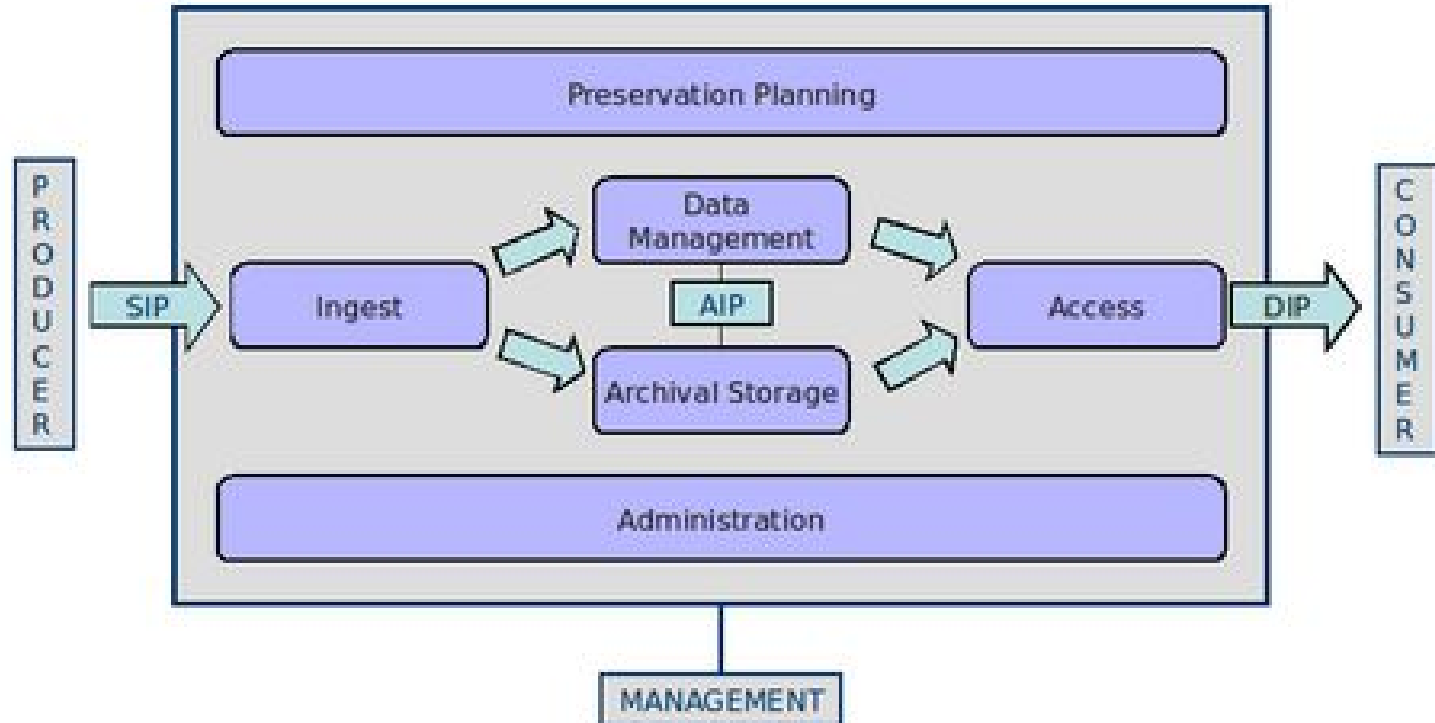 Preservation Planning
PRODUCER
SIP
Ingest
Data
Management
AIP
Archival Storage
Access
DIP
CONSUMER
Administration
MANAGEMENT